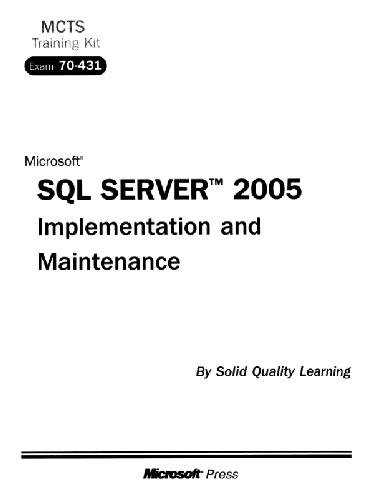 MCTS
Training Kit
Exam 70-431
Microsoft®
SQL SERVER™ 2005
Implementation and
Maintenance
By Solid Quality Learning
Microsoft® Press